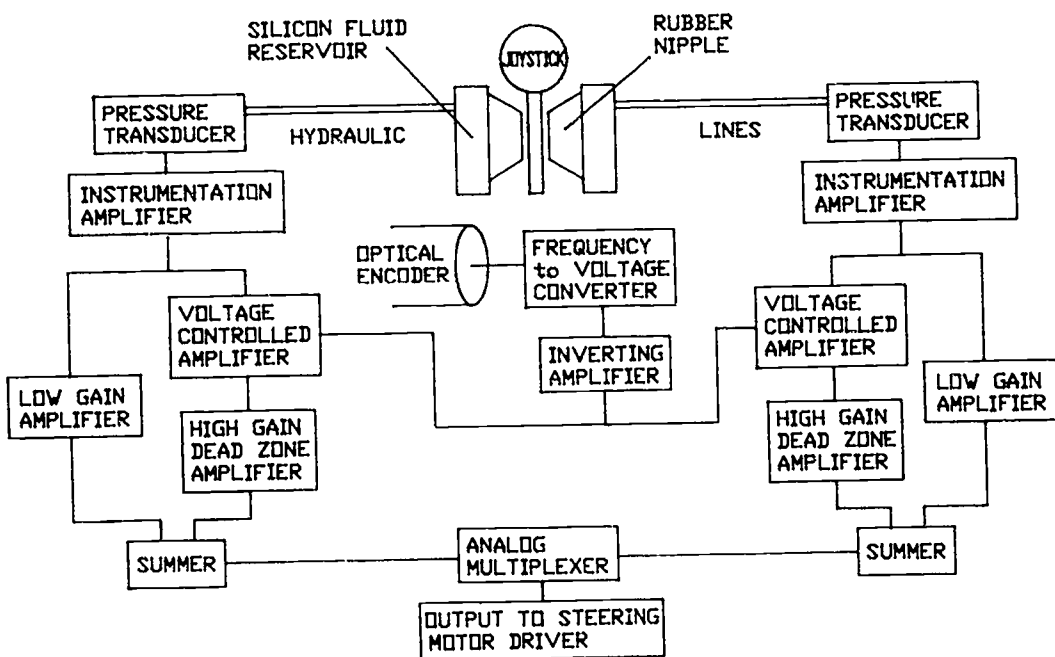 SILICON FLUID
RESERVOIR
JOYSTICK
RUBBER
NIPPLE
PRESSURE
TRANSDUCER
HYDRAULIC
LINES
PRESSURE
TRANSDUCER
INSTRUMENTATION
AMPLIFIER
INSTRUMENTATION
AMPLIFIER
OPTICAL
ENCODER
FREQUENCY
to VOLTAGE
CONVERTER
VOLTAGE
CONTROLLED
AMPLIFIER
VOLTAGE
CONTROLLED
AMPLIFIER
INVERTING
AMPLIFIER
LOW GAIN
AMPLIFIER
LOW GAIN
AMPLIFIER
HIGH GAIN
DEAD ZONE
AMPLIFIER
HIGH GAIN
DEAD ZONE
AMPLIFIER
SUMMER
ANALOG
MULTIPLEXER
SUMMER
OUTPUT TO STEERING
MOTOR DRIVER